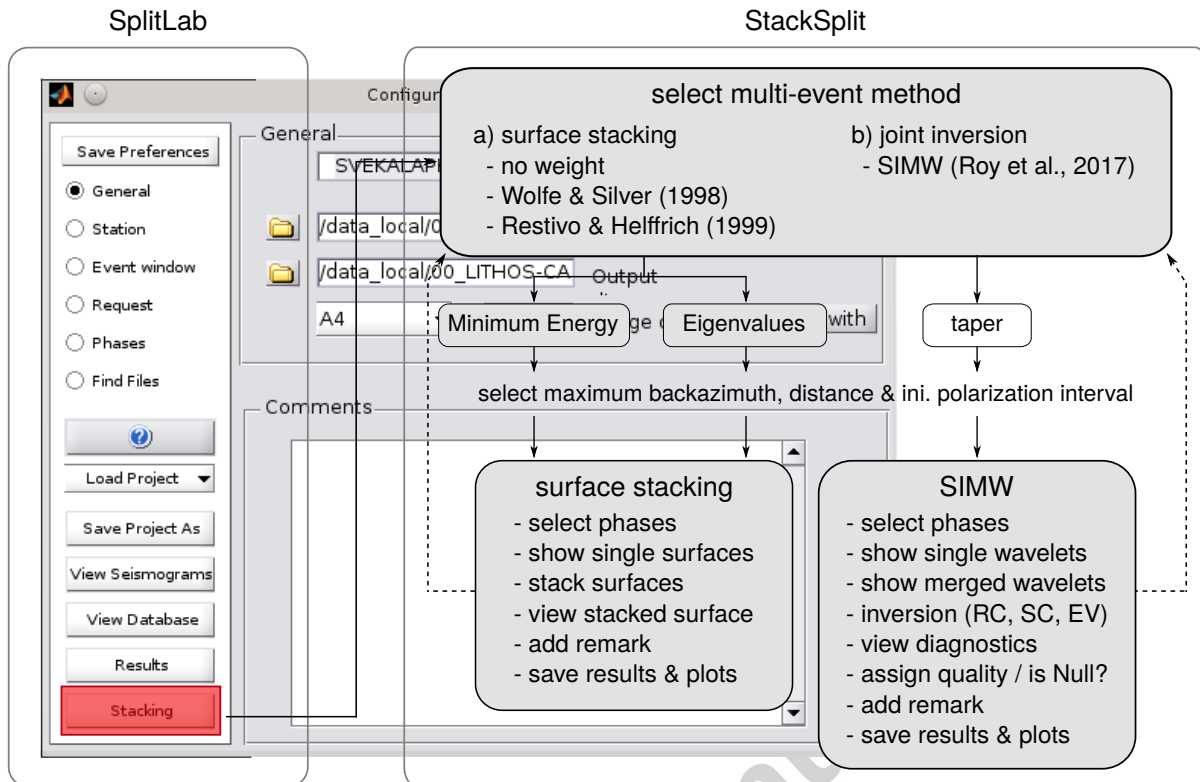 SplitLab
StackSplit
Configur
Save Preferences
General
Station
Event window
Request
Phases
Find Files
Load Project
Save Project As
View Seismograms
View Database
Results
Stacking
General
SVEKALAP
/data_local/0
/data_local/00_LITHOS-CA
Output
A4
ge
with
Comments
select multi-event method
a) surface stacking
- no weight
- Wolfe & Silver (1998)
- Restivo & Helffrich (1999)
b) joint inversion
- SIMW (Roy et al., 2017)
Minimum Energy
Eigenvalues
taper
select maximum backazimuth, distance & ini. polarization interval
surface stacking
- select phases
- show single surfaces
- stack surfaces
- view stacked surface
- add remark
- save results & plots
SIMW
- select phases
- show single wavelets
- show merged wavelets
- inversion (RC, SC, EV)
- view diagnostics
- assign quality / is Null?
- add remark
- save results & plots